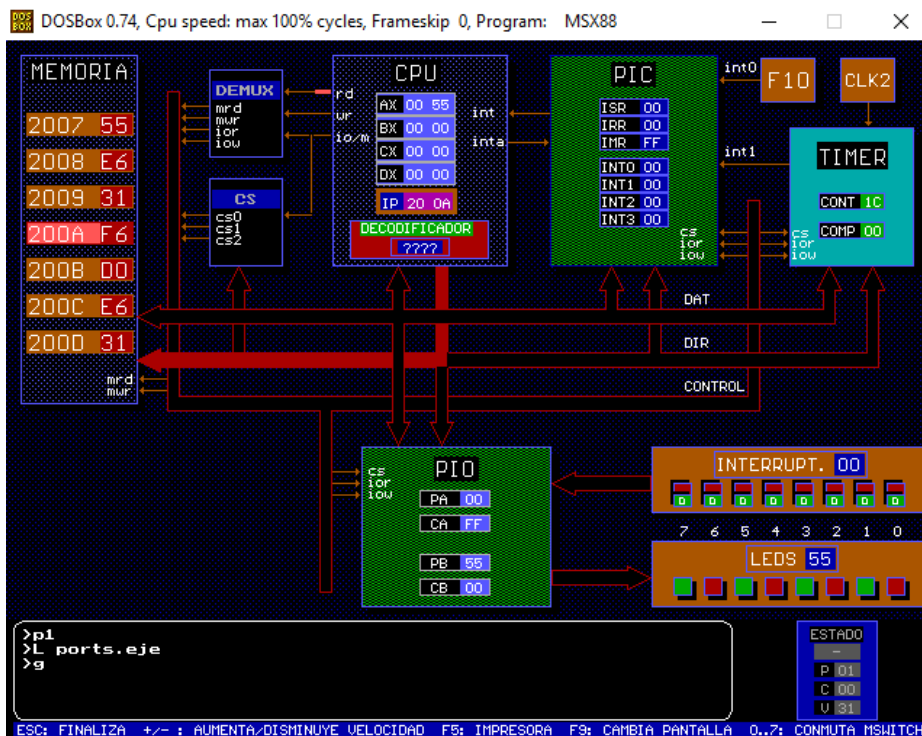 DOSBox 0.74, Cpu speed: max 100% cycles, Frameskip 0, Program: MSX88
MEMORIA
2007 55
2008 E6
2009 31
200A F6
200B D0
200C E6
200D 31
mrd
mwr
DEMUX
mrd
mwr
ior
iow
CS
cs0
cs1
cs2
CPU
rd
wr
io/m
AX 00 55
BX 00 00
CX 00 00
DX 00 00
IP 20 0A
DECODIFICADOR
????
int
inta
PIC
ISR 00
IRR 00
IMR FF
INT0 00
INT1 00
INT2 00
INT3 00
cs
ior
iow
int0
F10
CLK2
int1
TIMER
CONT 1C
COMP 00
cs
ior
iow
DAT
DIR
CONTROL
PIO
cs
ior
iow
PA 00
CA FF
PB 55
CB 00
INTERRUPT. 00
D D D D D D D D
7 6 5 4 3 2 1 0
LEDS 55
>p1
>L ports.eje
>g
ESTADO
-
P 01
C 00
V 31
ESC: FINALIZA +/- : AUMENTA/DISMINUYE VELOCIDAD F5: IMPRESORA F9: CAMBIA PANTALLA 0..7: CONMUTA MSWITCH